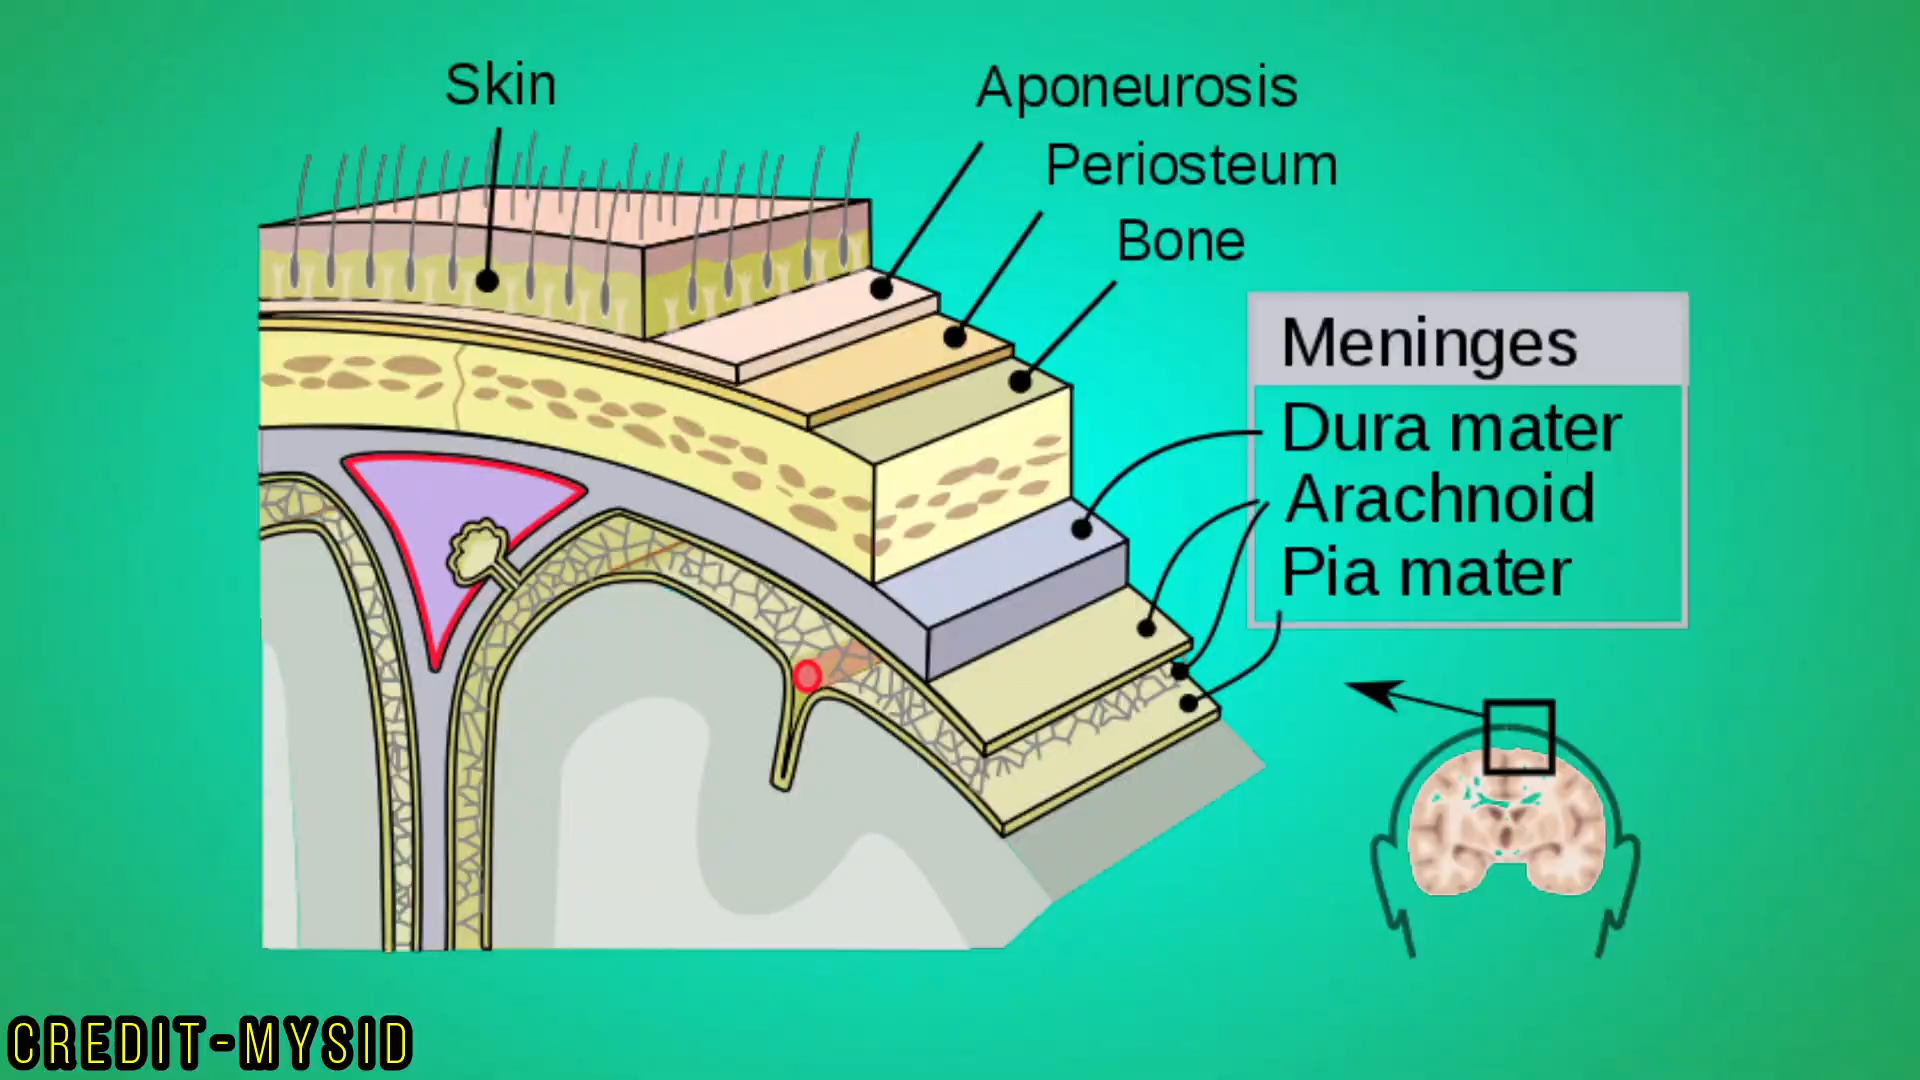 Skin
Aponeurosis
Periosteum
Bone
Meninges
Dura mater
Arachnoid
Pia mater
CREDIT-MYSID